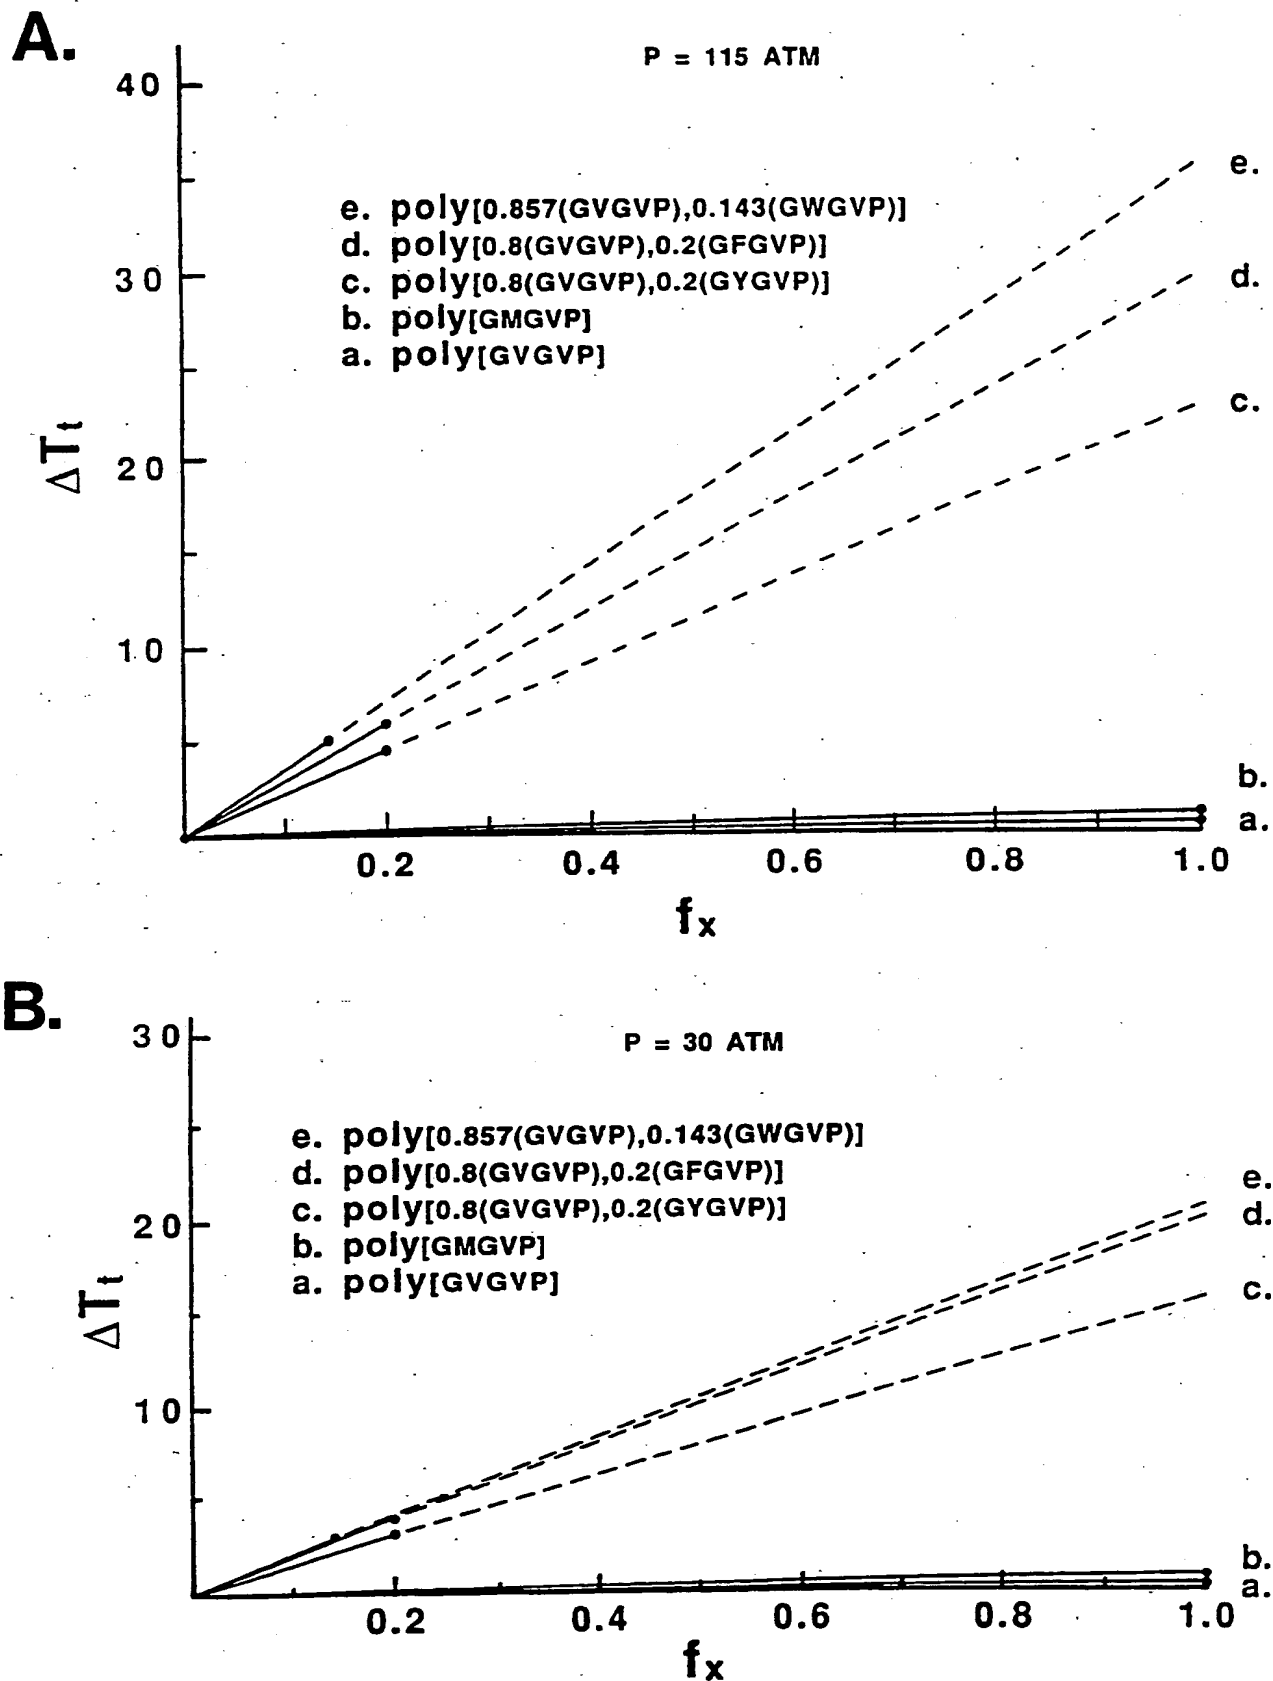 A.
P = 115 ATM
40
30
20
10
ΔTt
e. poly[0.857(GVGVP),0.143(GWGVP)]
d. poly[0.8(GVGVP),0.2(GFGVP)]
c. poly[0.8(GVGVP),0.2(GYGVP)]
b. poly[GMGVP]
a. poly[GVGVP]
e.
d.
c.
b.
a.
0.2 0.4 0.6 0.8 1.0
fx
B.
P = 30 ATM
30
20
10
ΔTt
e. poly[0.857(GVGVP),0.143(GWGVP)]
d. poly[0.8(GVGVP),0.2(GFGVP)]
c. poly[0.8(GVGVP),0.2(GYGVP)]
b. poly[GMGVP]
a. poly[GVGVP]
e.
d.
c.
b.
a.
0.2 0.4 0.6 0.8 1.0
fx